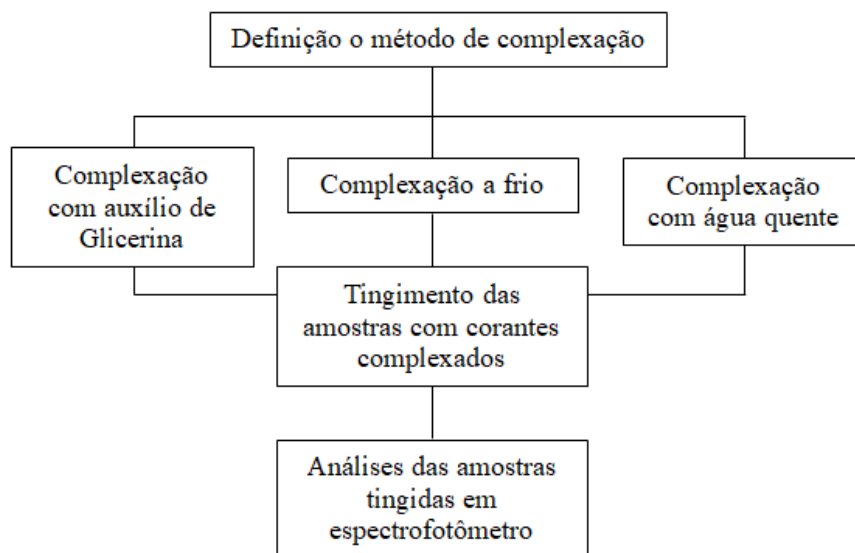 Definição o método de complexação
Complexação
com auxílio de
Glicerina
Complexação a frio
Complexação
com água quente
Tingimento das
amostras com corantes
complexados
Análises das amostras
tingidas em
espectrofotômetro